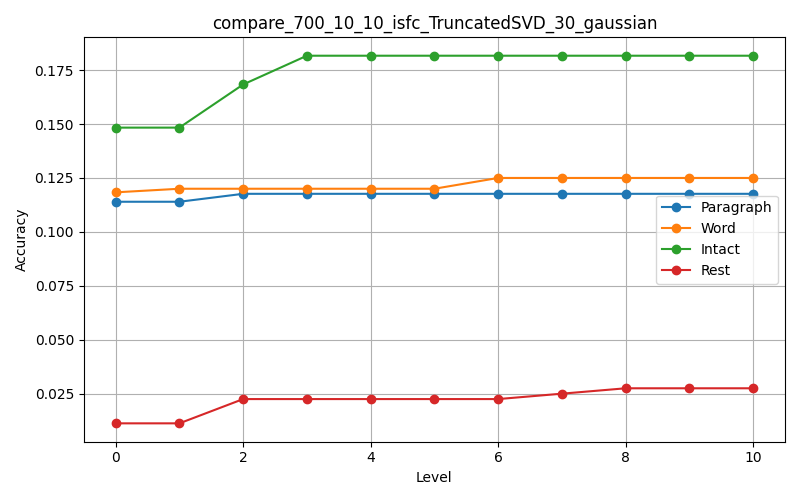 compare_700_10_10_isfc_TruncatedSVD_30_gaussian
0.175
0.150
0.125
0.100
0.075
0.050
0.025
Accuracy
Paragraph
Word
Intact
Rest
0 2 4 6 8 10
Level